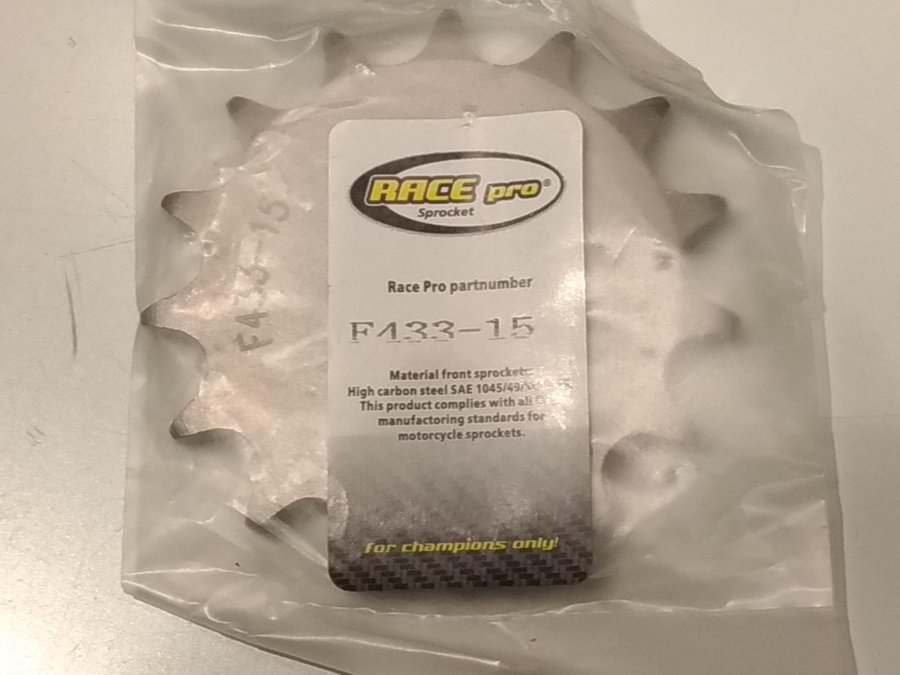 RACE pro®
Sprocket
Race Pro partnumber
F433-15
Material front sprocket:
High carbon steel SAE 1045/49/
This product complies with all
manufactoring standards for
motorcycle sprockets.
for champions only!
F433-15